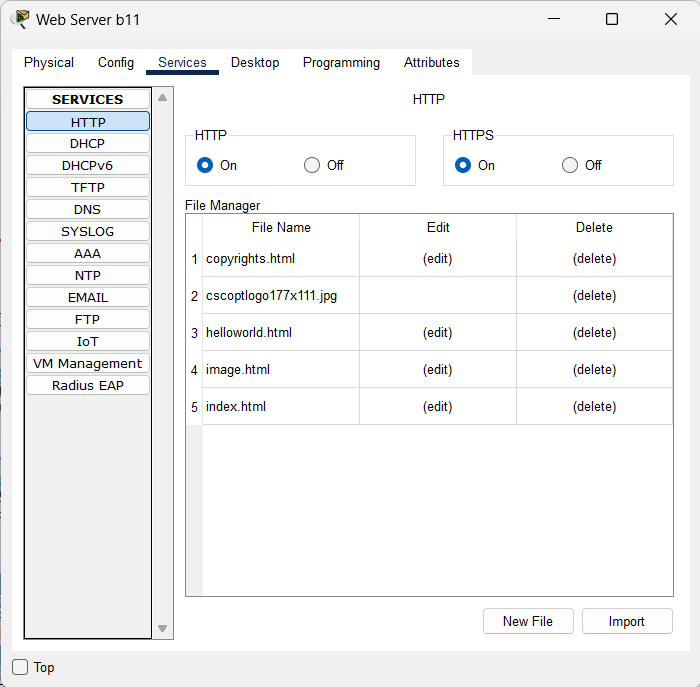 Web Server b11
Physical Config Services Desktop Programming Attributes
SERVICES
HTTP
DHCP
DHCPv6
TFTP
DNS
SYSLOG
AAA
NTP
EMAIL
FTP
IoT
VM Management
Radius EAP
HTTP
HTTP
On Off
HTTPS
On Off
File Manager
File Name Edit Delete
1 copyrights.html (edit) (delete)
2 cscoptlogo177x111.jpg (delete)
3 helloworld.html (edit) (delete)
4 image.html (edit) (delete)
5 index.html (edit) (delete)
New File Import
Top